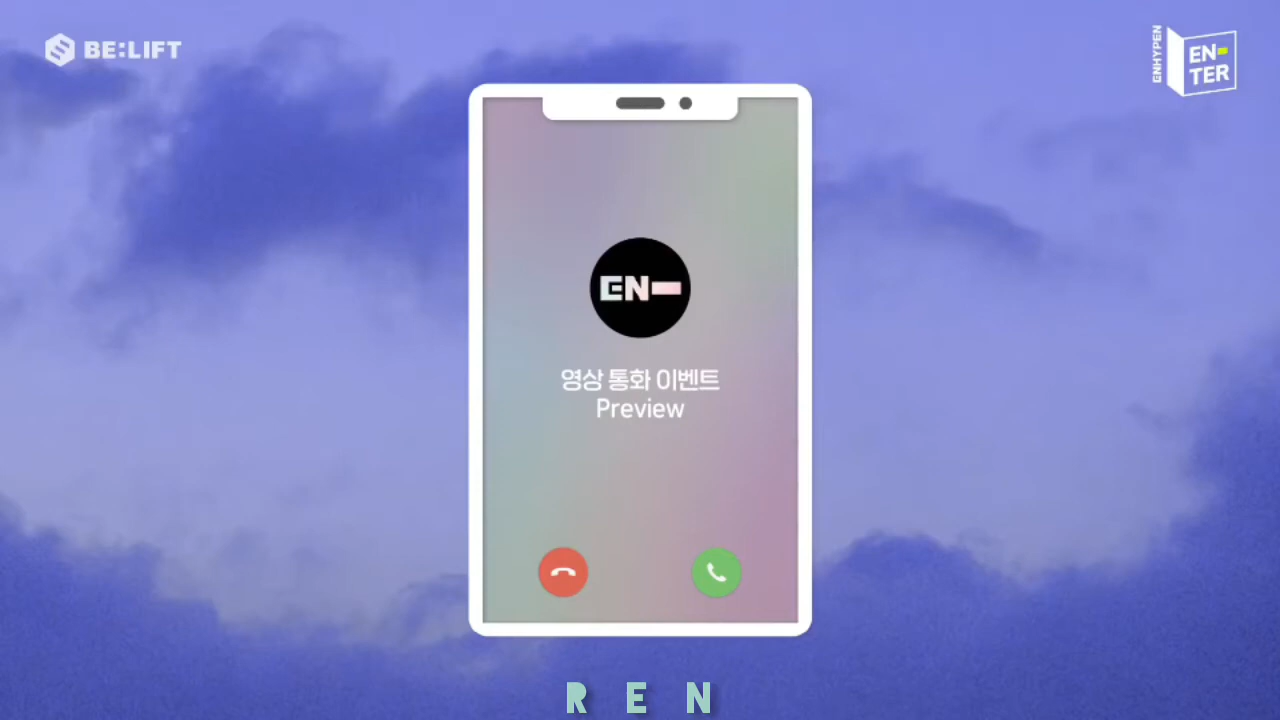 BE:LIFT
ENHYPEN
EN-
TER
EN-
영상 통화 이벤트
Preview
R E N